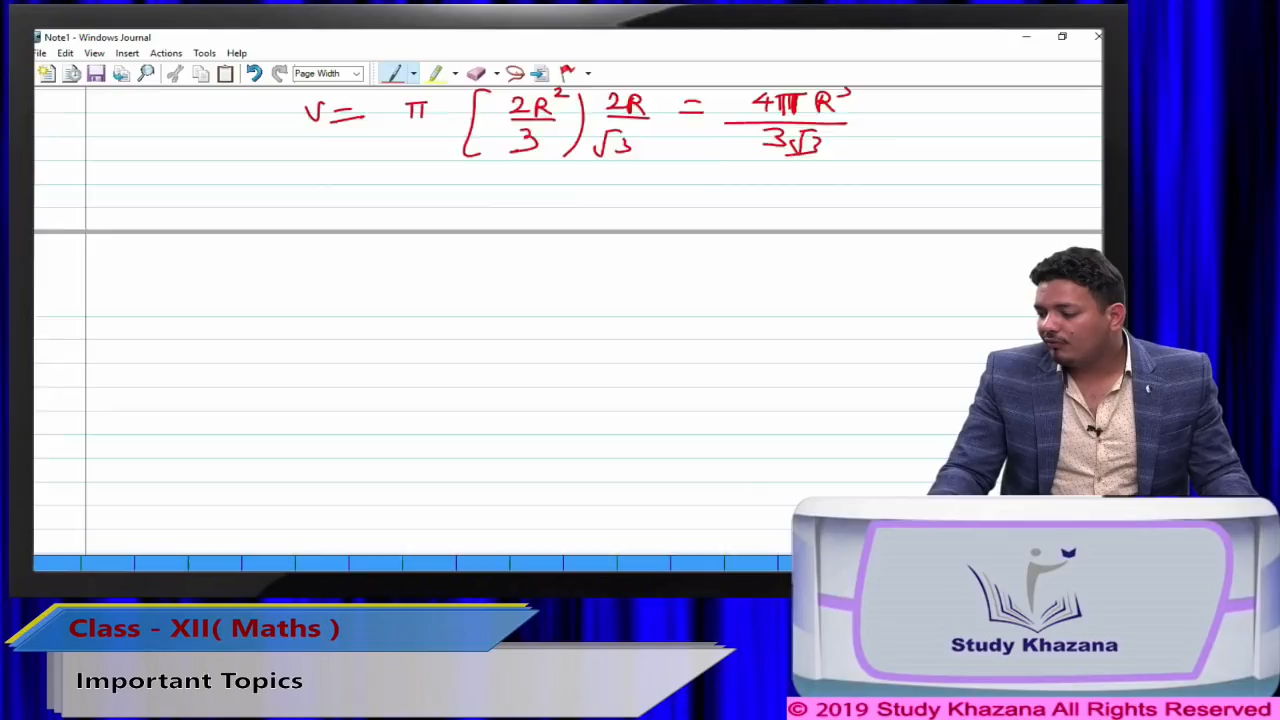 Note1 - Windows Journal
File Edit View Insert Actions Tools Help
Page Width
V = π [ 2R² / 3 ) 2R / √3 = 4πR³ / 3√3
Study Khazana
Class - XII( Maths )
Important Topics
© 2019 Study Khazana All Rights Reserved